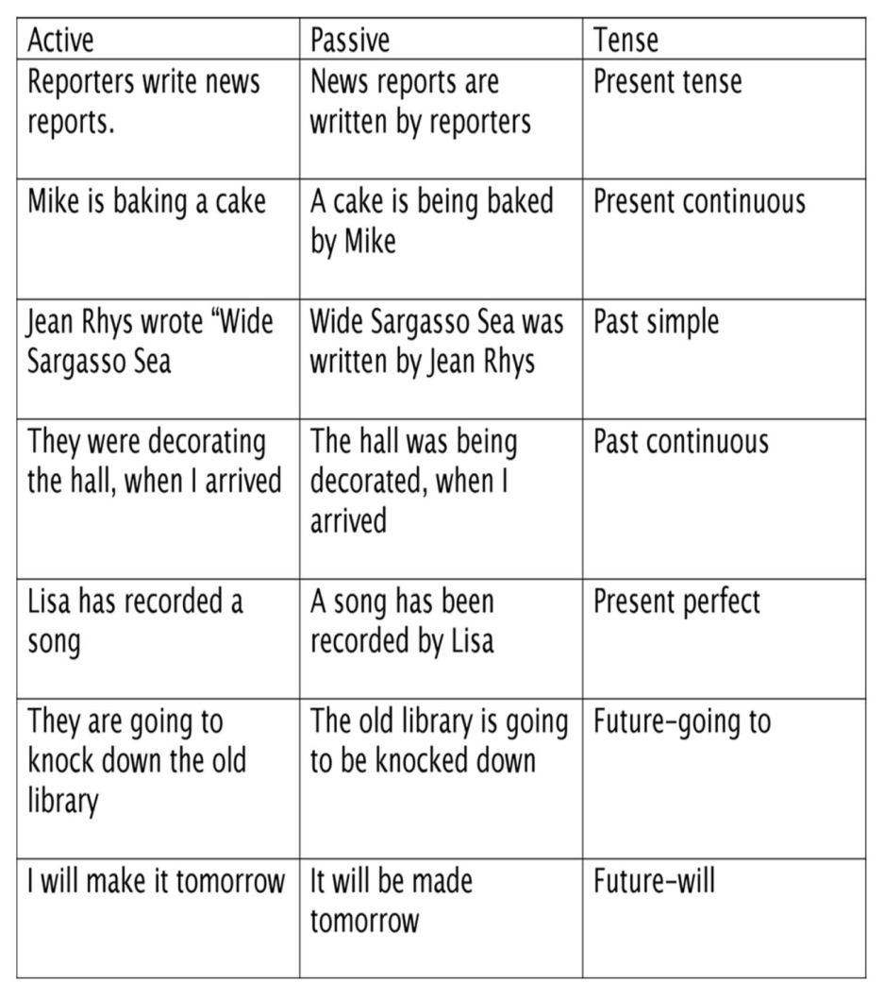 Active Passive Tense
Reporters write news reports. News reports are written by reporters Present tense
Mike is baking a cake A cake is being baked by Mike Present continuous
Jean Rhys wrote “Wide Sargasso Sea Wide Sargasso Sea was written by Jean Rhys Past simple
They were decorating the hall, when I arrived The hall was being decorated, when I arrived Past continuous
Lisa has recorded a song A song has been recorded by Lisa Present perfect
They are going to knock down the old library The old library is going to be knocked down Future-going to
I will make it tomorrow It will be made tomorrow Future-will